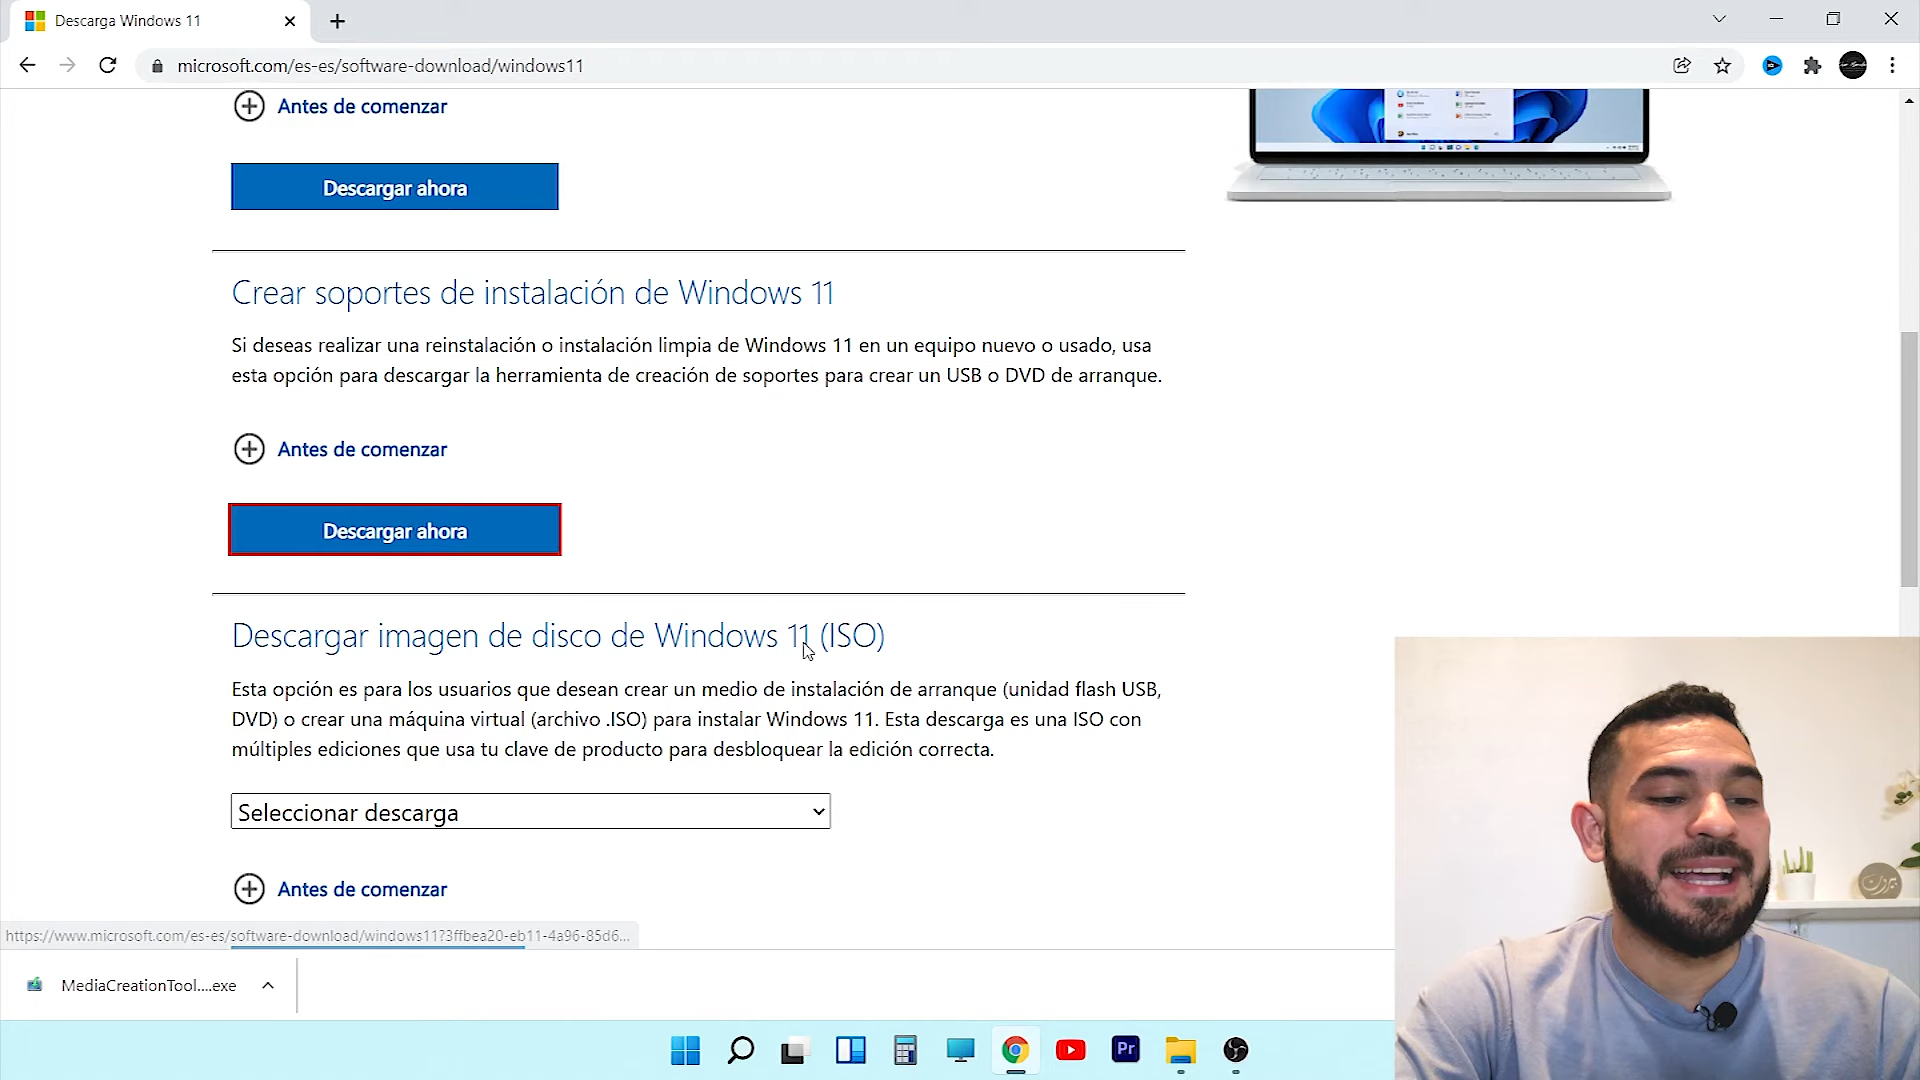 Descarga Windows 11
microsoft.com/es-es/software-download/windows11
Antes de comenzar
Descargar ahora
Crear soportes de instalación de Windows 11
Si deseas realizar una reinstalación o instalación limpia de Windows 11 en un equipo nuevo o usado, usa
esta opción para descargar la herramienta de creación de soportes para crear un USB o DVD de arranque.
Antes de comenzar
Descargar ahora
Descargar imagen de disco de Windows 11 (ISO)
Esta opción es para los usuarios que desean crear un medio de instalación de arranque (unidad flash USB,
DVD) o crear una máquina virtual (archivo .ISO) para instalar Windows 11. Esta descarga es una ISO con
múltiples ediciones que usa tu clave de producto para desbloquear la edición correcta.
Seleccionar descarga
Antes de comenzar
https://www.microsoft.com/es-es/software-download/windows11?3ffbea20-eb11-4a96-85d6...
MediaCreationTool....exe
Pr